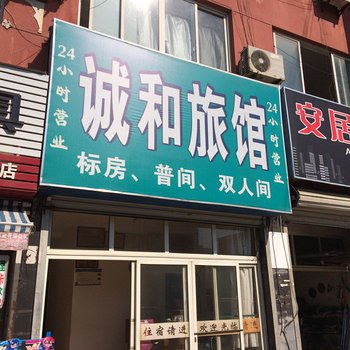 24小时营业
诚和旅馆
24小时营业
标房、普间、双人间
安居
店
住宿请进
欢迎光临